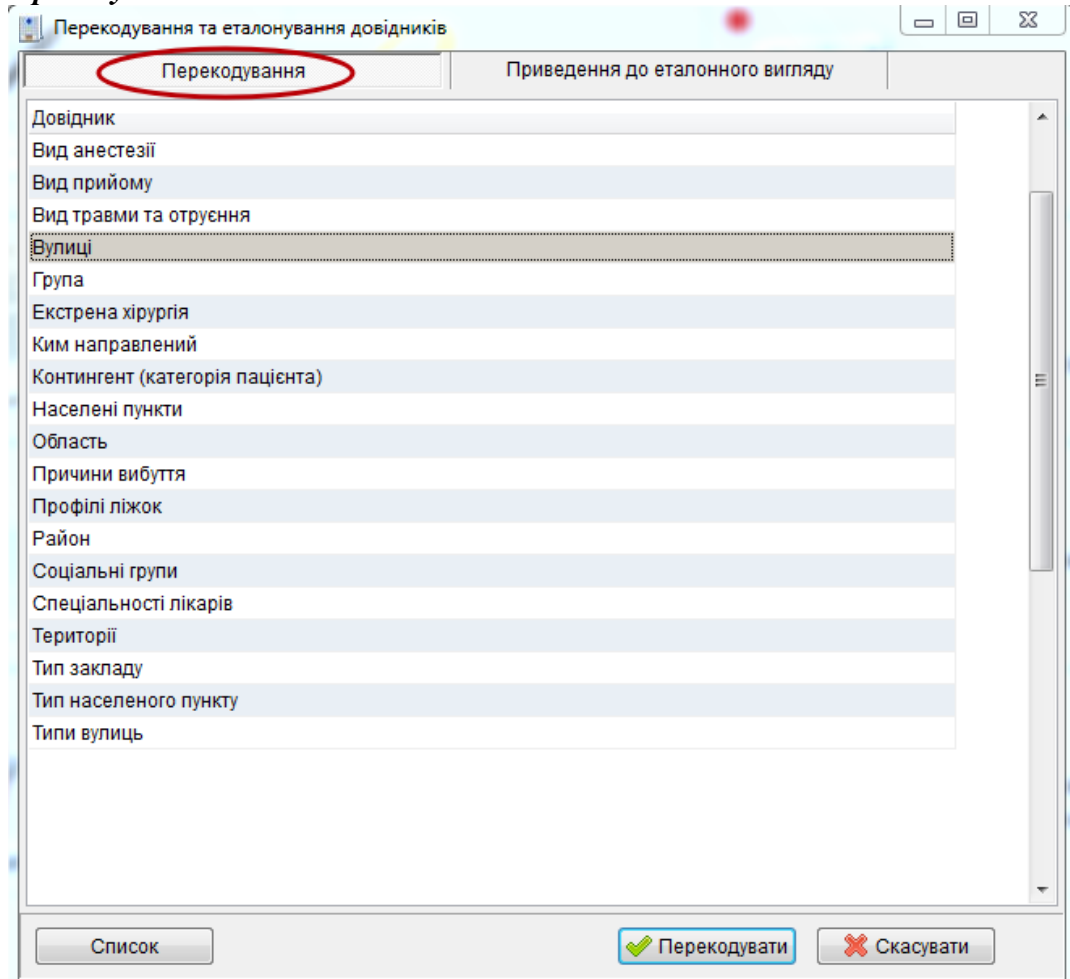 Перекодування та еталонування довідників
Перекодування
Приведення до еталонного вигляду
Довідник
Вид анестезії
Вид прийому
Вид травми та отруєння
Вулиці
Група
Екстрена хірургія
Ким направлений
Контингент (категорія пацієнта)
Населені пункти
Область
Причини вибуття
Профілі ліжок
Район
Соціальні групи
Спеціальності лікарів
Території
Тип закладу
Тип населеного пункту
Типи вулиць
Список
Перекодувати
Скасувати